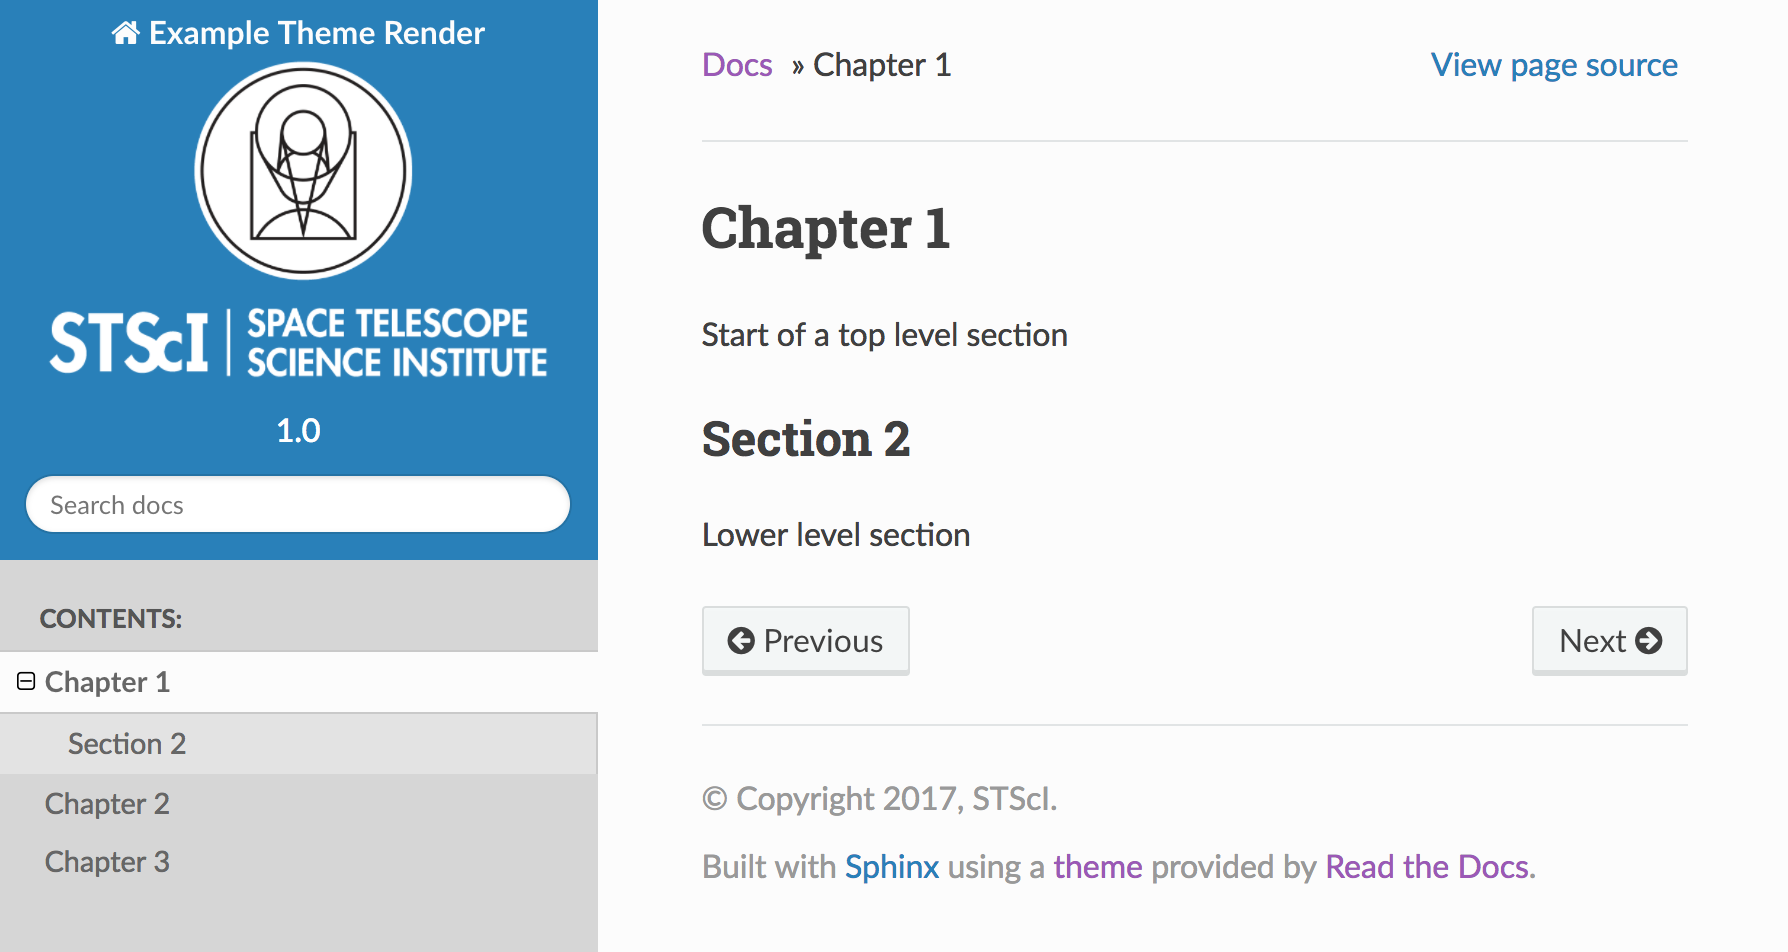 Example Theme Render
STScI | SPACE TELESCOPE
SCIENCE INSTITUTE
1.0
Search docs
CONTENTS:
Chapter 1
Section 2
Chapter 2
Chapter 3
Docs » Chapter 1
View page source
Chapter 1
Start of a top level section
Section 2
Lower level section
Previous
Next
© Copyright 2017, STScI.
Built with Sphinx using a theme provided by Read the Docs.